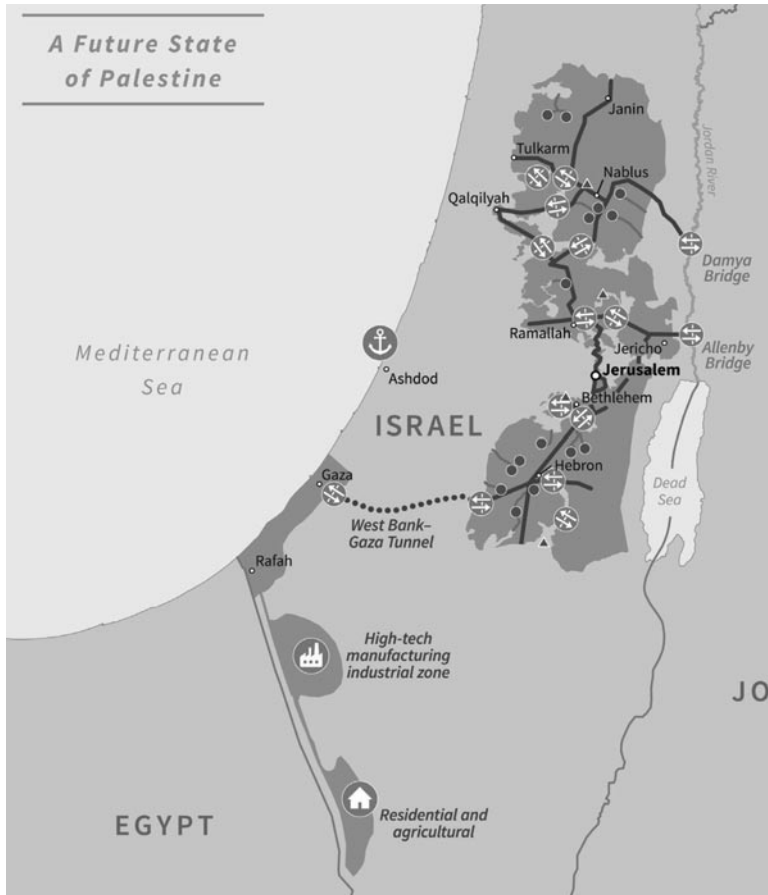 A Future State
of Palestine
Janin
Tulkarm
Nablus
Qalqilyah
Jordan River
Damya
Bridge
Mediterranean
Sea
Ashdod
Ramallah
Jericho
Allenby
Bridge
Jerusalem
Bethlehem
ISRAEL
Hebron
Gaza
Dead
Sea
West Bank–
Gaza Tunnel
Rafah
High-tech
manufacturing
industrial zone
JO
Residential and
agricultural
EGYPT